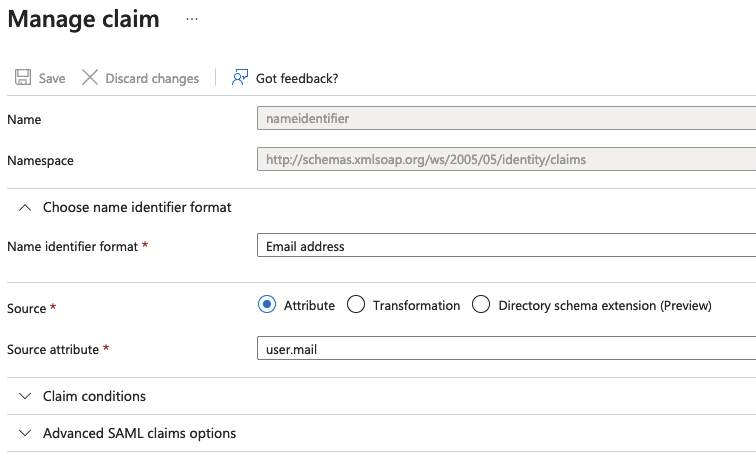 Manage claim ...
Save Discard changes Got feedback?
Name nameidentifier
Namespace http://schemas.xmlsoap.org/ws/2005/05/identity/claims
Choose name identifier format
Name identifier format * Email address
Source * Attribute Transformation Directory schema extension (Preview)
Source attribute * user.mail
Claim conditions
Advanced SAML claims options